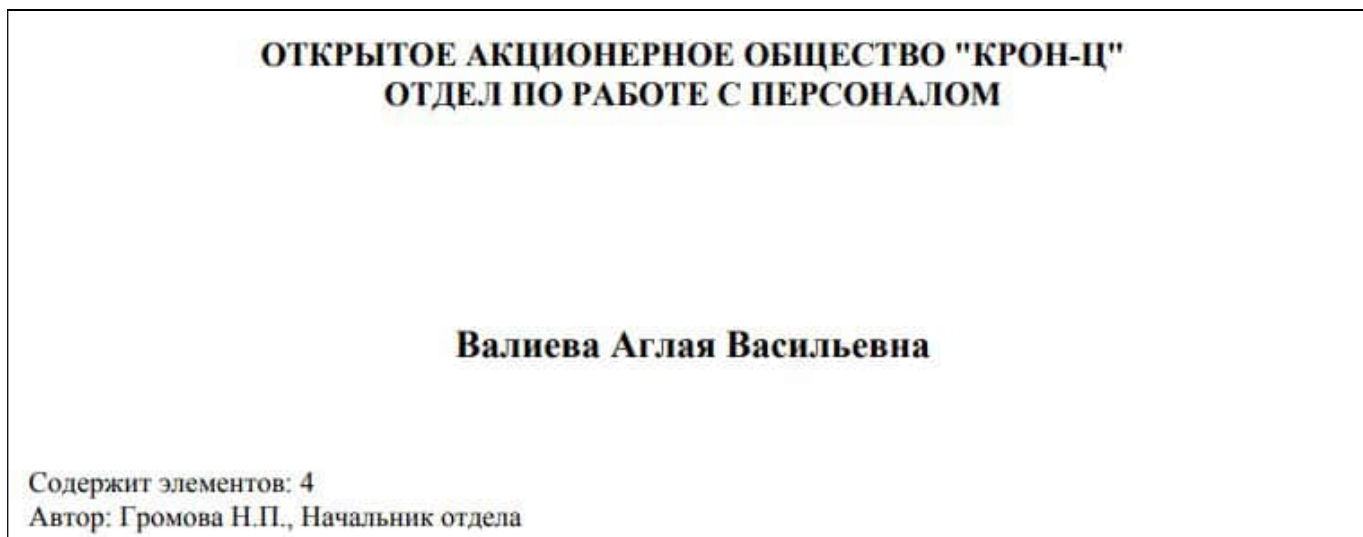 ОТКРЫТОЕ АКЦИОНЕРНОЕ ОБЩЕСТВО "КРОН-Ц"
ОТДЕЛ ПО РАБОТЕ С ПЕРСОНАЛОМ
Валиева Аглая Васильевна
Содержит элементов: 4
Автор: Громова Н.П., Начальник отдела